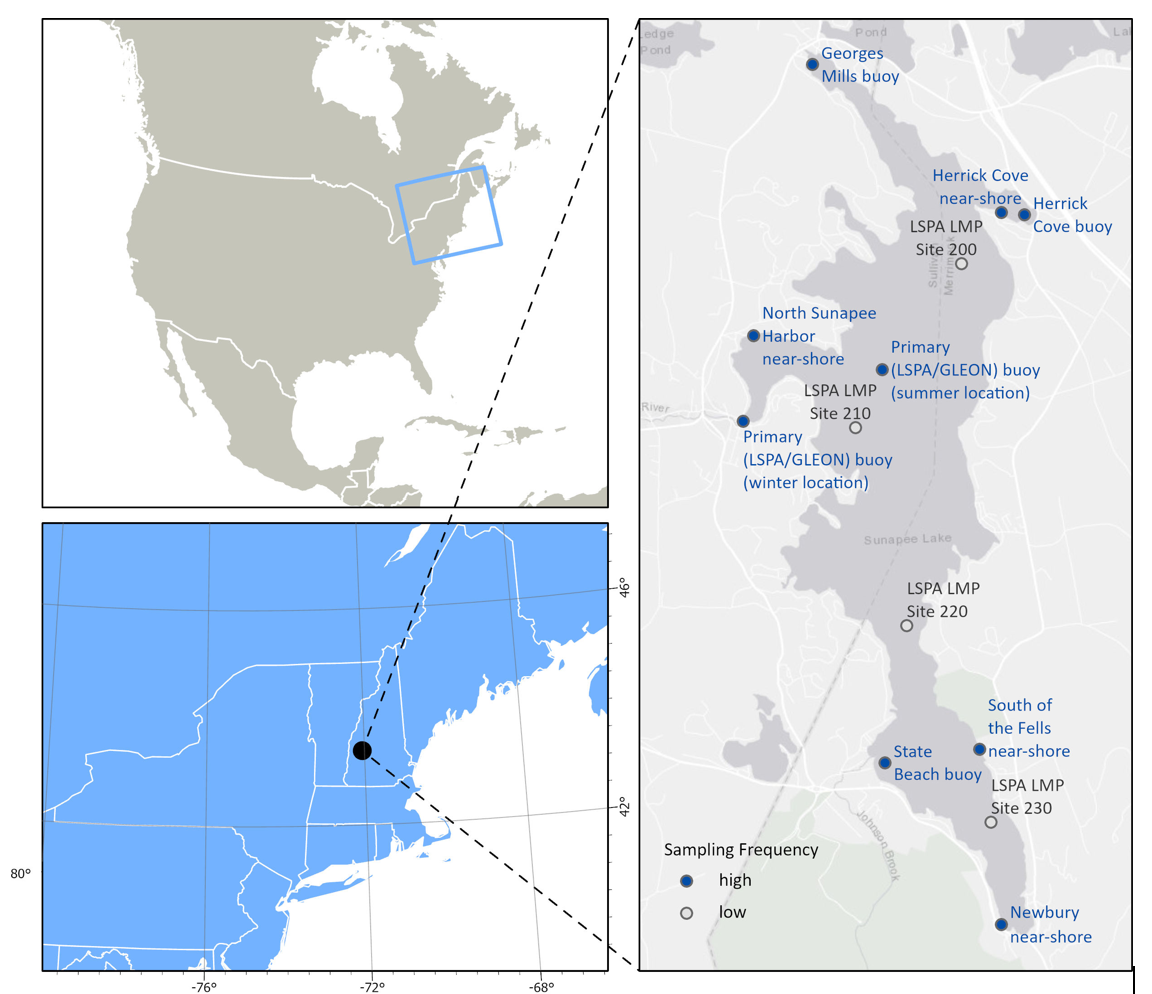 46°
42°
80°
-76°
-72°
-68°
Pond
Pond
Georges
Mills buoy
Herrick Cove
near-shore
Herrick
Cove buoy
LSPA LMP
Site 200
Merrimack
North Sunapee
Harbor
near-shore
Primary
(LSPA/GLEON) buoy
(summer location)
LSPA LMP
Site 210
River
Primary
(LSPA/GLEON) buoy
(winter location)
Sunapee Lake
LSPA LMP
Site 220
South of
the Fells
near-shore
State
Beach buoy
LSPA LMP
Site 230
Johnson Brook
Sampling Frequency
high
low
Newbury
near-shore